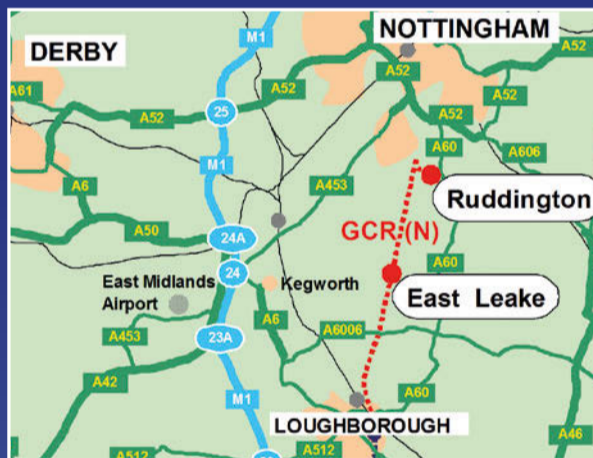 NOTTINGHAM
DERBY
M1
A52
A52
A61
A52
A52
A52
25
A52
A60
A606
M1
A6
A453
Ruddington
A50
24A
GCR (N)
24
A60
East Midlands
Airport
Kegworth
East Leake
A453
23A
A6
A6006
A42
M1
A60
LOUGHBOROUGH
A46
A512
A512